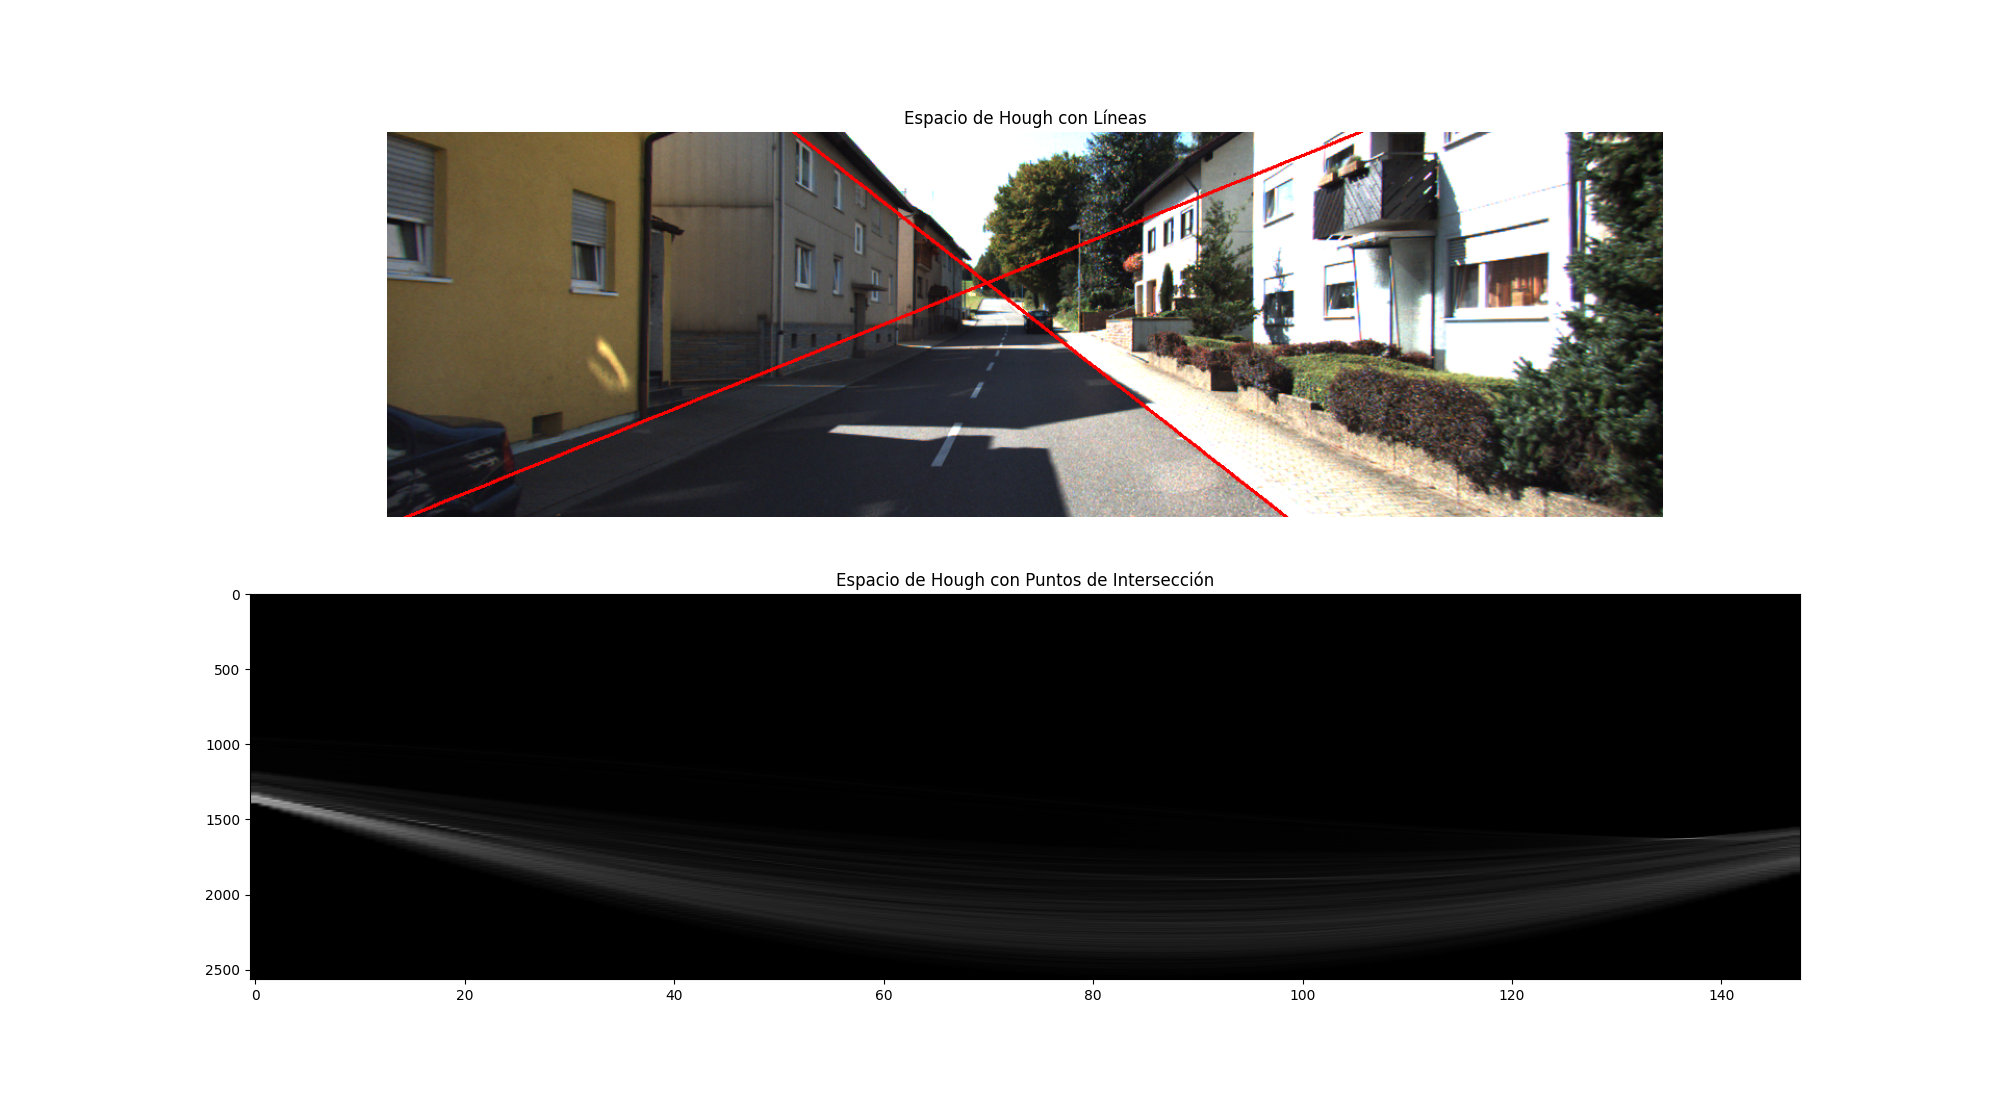 Espacio de Hough con Líneas
Espacio de Hough con Puntos de Intersección
0
500
1000
1500
2000
2500
0 20 40 60 80 100 120 140